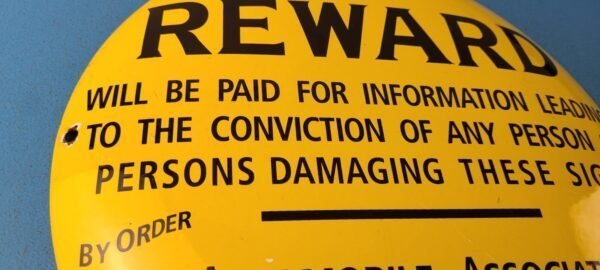 REWARD
WILL BE PAID FOR INFORMATION LEADIN
TO THE CONVICTION OF ANY PERSON
PERSONS DAMAGING THESE SIG
BY ORDER